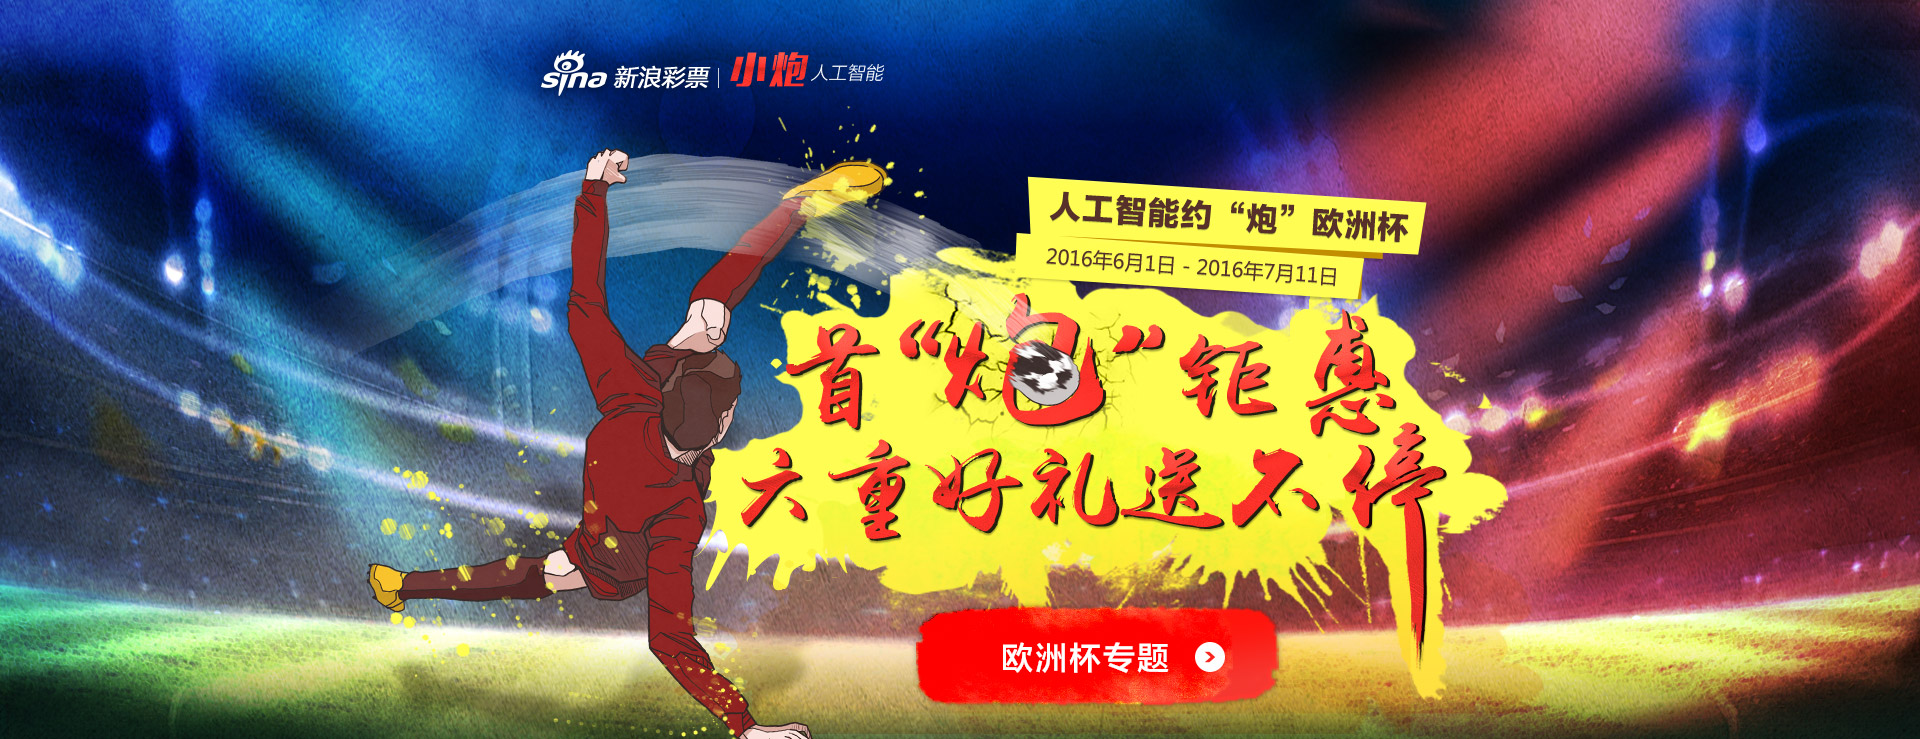 sina 新浪彩票 | 小炮 人工智能
人工智能约“炮”欧洲杯
2016年6月1日 - 2016年7月11日
首“炮”钜惠
六重好礼送不停
欧洲杯专题